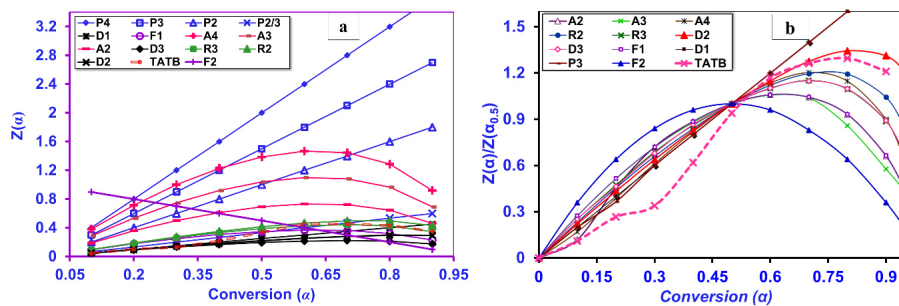 P4 P3 P2 P2/3
D1 F1 A4 A3
A2 D3 R3 R2
D2 TATB F2
a
3.2
2.8
2.4
2
1.6
1.2
0.8
0.4
0
Z(α)
0.05 0.2 0.35 0.5 0.65 0.8 0.95
Conversion (α)
A2 A3 A4
R2 R3 D2
D3 F1 D1
P3 F2 TATB
b
1.5
1.2
0.9
0.6
0.3
0
Z(α)/Z(α0.5)
0 0.15 0.3 0.45 0.6 0.75 0.9
Conversion (α)